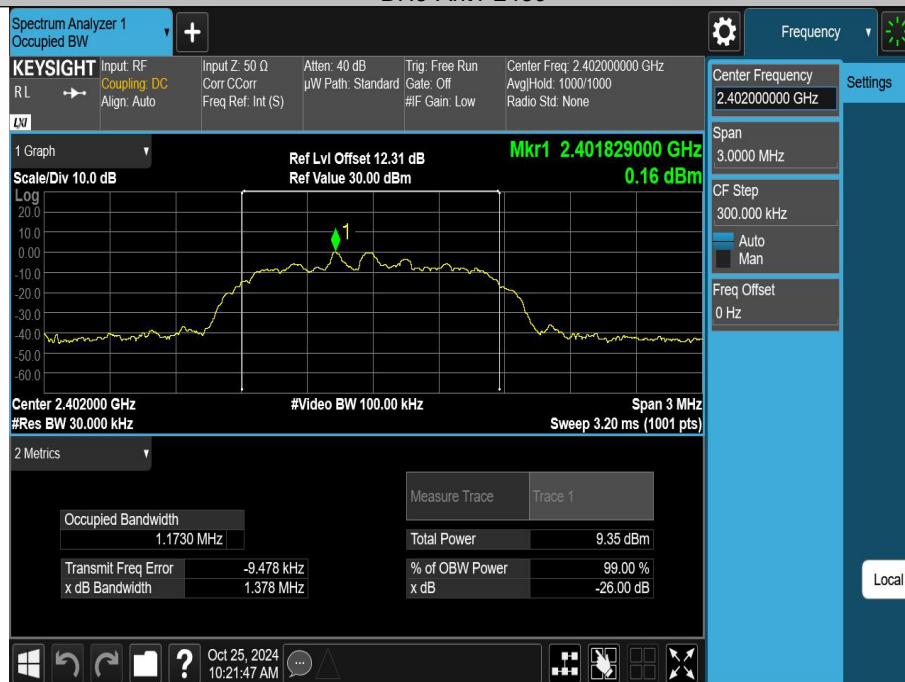 Spectrum Analyzer 1
Occupied BW
+
Frequency
KEYSIGHT
RL
LXI
Input: RF
Coupling: DC
Align: Auto
Input Z: 50 Ω
Corr CCorr
Freq Ref: Int (S)
Atten: 40 dB
µW Path: Standard
Trig: Free Run
Gate: Off
#IF Gain: Low
Center Freq: 2.402000000 GHz
Avg|Hold: 1000/1000
Radio Std: None
Center Frequency
2.402000000 GHz
Settings
Span
3.0000 MHz
CF Step
300.000 kHz
Auto
Man
Freq Offset
0 Hz
Local
1 Graph
Scale/Div 10.0 dB
Ref Lvl Offset 12.31 dB
Ref Value 30.00 dBm
Mkr1 2.401829000 GHz
0.16 dBm
Log
20.0
10.0
0.00
-10.0
-20.0
-30.0
-40.0
-50.0
-60.0
1
Center 2.402000 GHz
#Video BW 100.00 kHz
Span 3 MHz
#Res BW 30.000 kHz
Sweep 3.20 ms (1001 pts)
2 Metrics
Measure Trace
Trace 1
Occupied Bandwidth
1.1730 MHz
Total Power
9.35 dBm
Transmit Freq Error
-9.478 kHz
% of OBW Power
99.00 %
x dB Bandwidth
1.378 MHz
x dB
-26.00 dB
?
Oct 25, 2024
10:21:47 AM